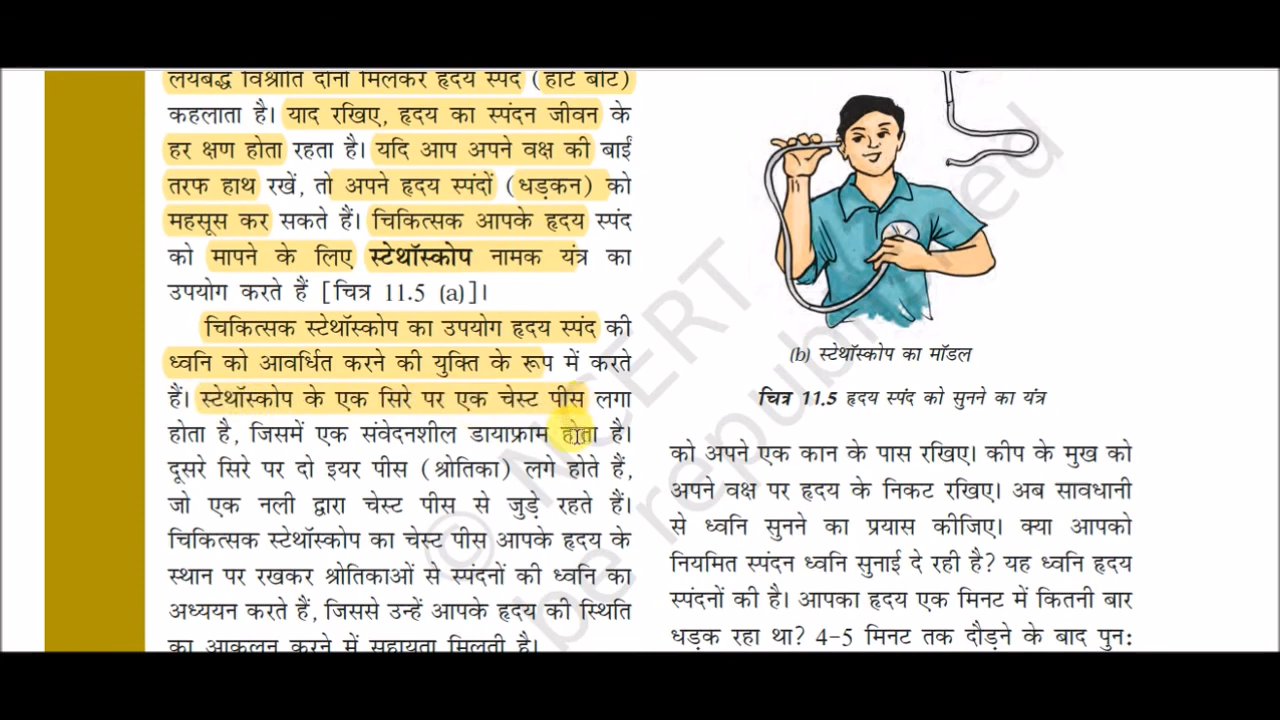 लयबद्ध विश्रांति दोनों मिलकर हृदय स्पंद (हार्ट बीट)
कहलाता है। याद रखिए, हृदय का स्पंदन जीवन के
हर क्षण होता रहता है। यदि आप अपने वक्ष की बाईं
तरफ हाथ रखें, तो अपने हृदय स्पंदों (धड़कन) को
महसूस कर सकते हैं। चिकित्सक आपके हृदय स्पंद
को मापने के लिए स्टेथॉस्कोप नामक यंत्र का
उपयोग करते हैं [चित्र 11.5 (a)]।
चिकित्सक स्टेथॉस्कोप का उपयोग हृदय स्पंद की
ध्वनि को आवर्धित करने की युक्ति के रूप में करते
हैं। स्टेथॉस्कोप के एक सिरे पर एक चेस्ट पीस लगा
होता है, जिसमें एक संवेदनशील डायाफ्राम होता है।
दूसरे सिरे पर दो इयर पीस (श्रोतिका) लगे होते हैं,
जो एक नली द्वारा चेस्ट पीस से जुड़े रहते हैं।
चिकित्सक स्टेथॉस्कोप का चेस्ट पीस आपके हृदय के
स्थान पर रखकर श्रोतिकाओं से स्पंदनों की ध्वनि का
अध्ययन करते हैं, जिससे उन्हें आपके हृदय की स्थिति
का आकलन करने में सहायता मिलती है।
(b) स्टेथॉस्कोप का मॉडल
चित्र 11.5 हृदय स्पंद को सुनने का यंत्र
को अपने एक कान के पास रखिए। कीप के मुख को
अपने वक्ष पर हृदय के निकट रखिए। अब सावधानी
से ध्वनि सुनने का प्रयास कीजिए। क्या आपको
नियमित स्पंदन ध्वनि सुनाई दे रही है? यह ध्वनि हृदय
स्पंदनों की है। आपका हृदय एक मिनट में कितनी बार
धड़क रहा था? 4-5 मिनट तक दौड़ने के बाद पुन:
© NCERT
be republished